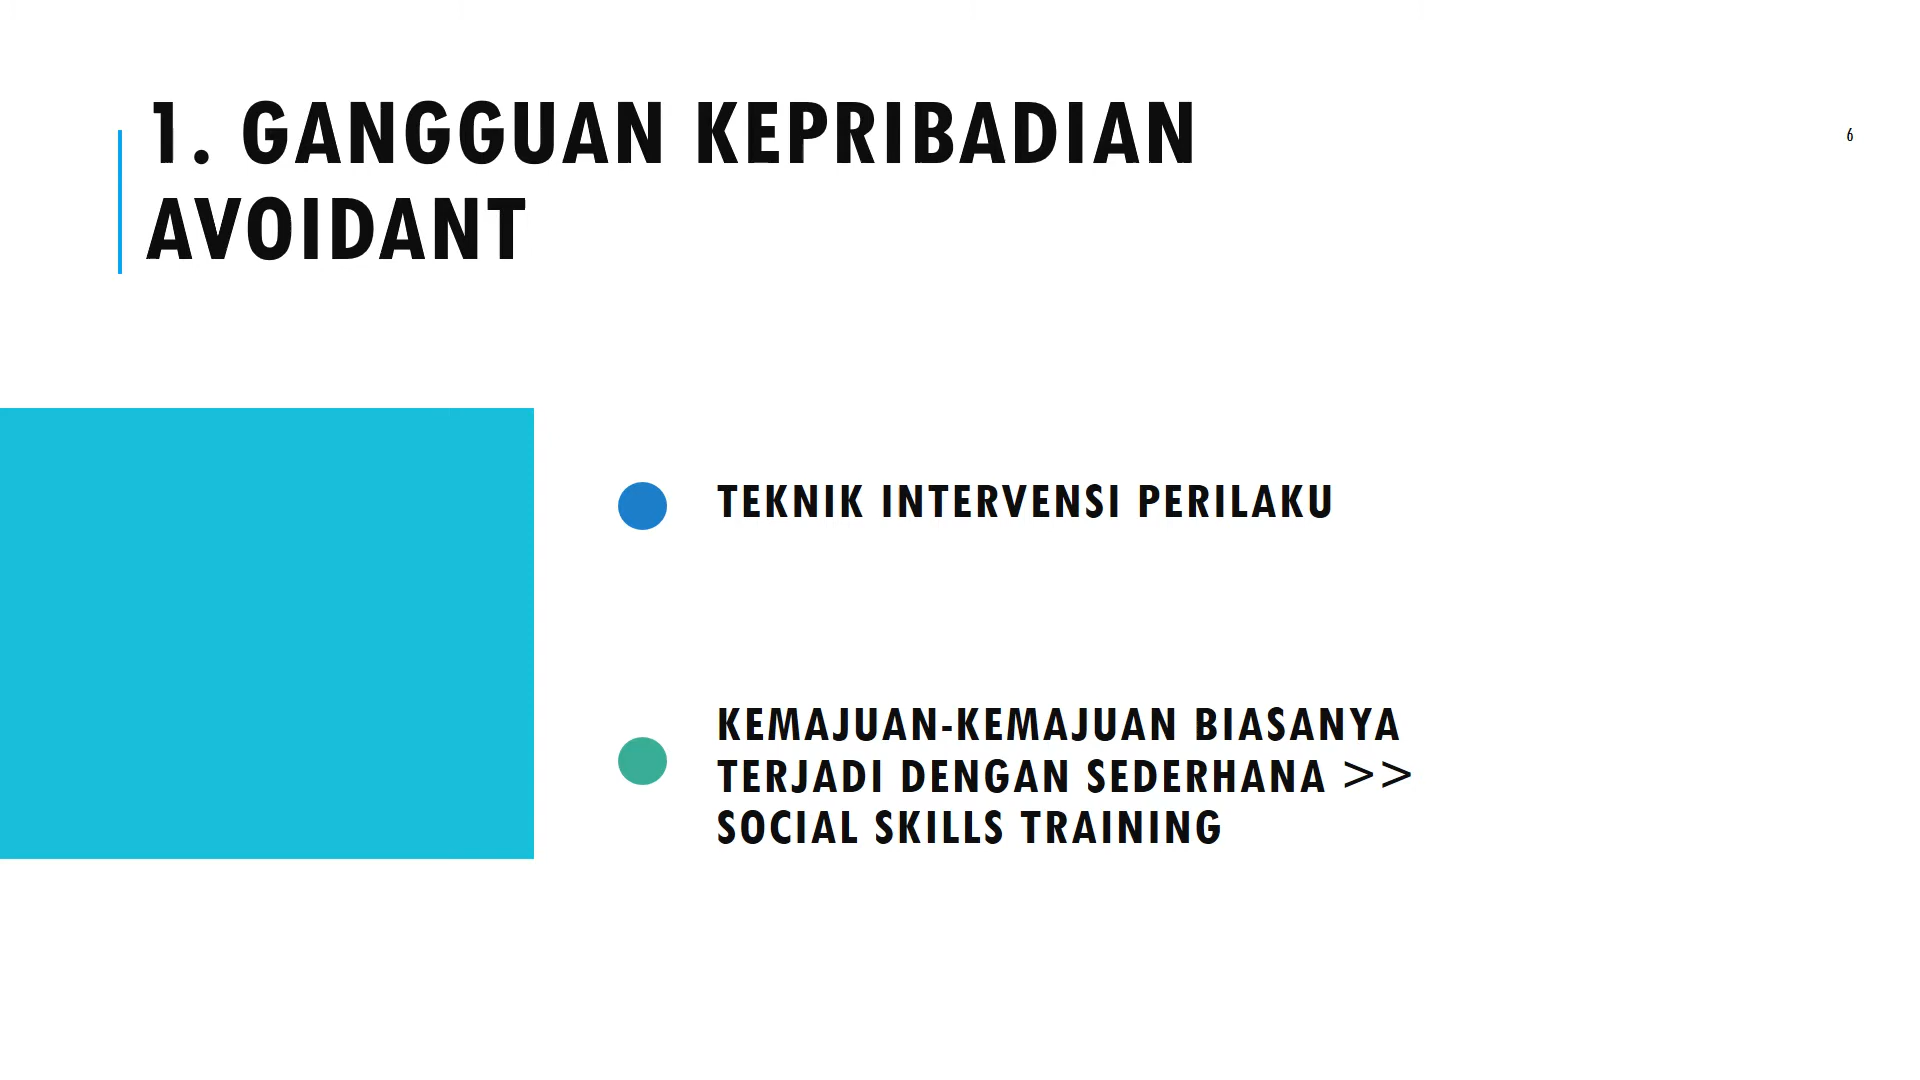 1. GANGGUAN KEPRIBADIAN
AVOIDANT
6
TEKNIK INTERVENSI PERILAKU
KEMAJUAN-KEMAJUAN BIASANYA
TERJADI DENGAN SEDERHANA >>
SOCIAL SKILLS TRAINING